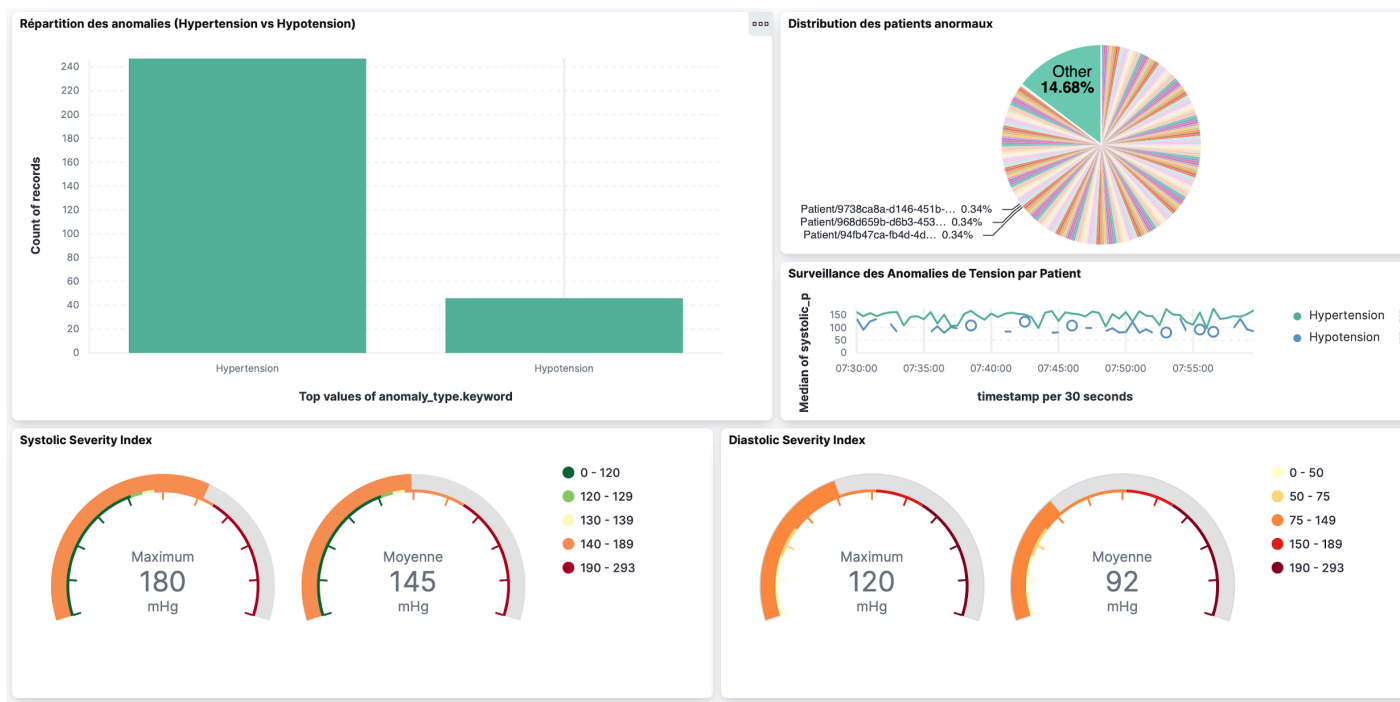 Répartition des anomalies (Hypertension vs Hypotension)
240
220
200
180
160
140
120
100
80
60
40
20
0
Count of records
Hypertension
Hypotension
Top values of anomaly_type.keyword
Distribution des patients anormaux
Other
14.68%
Patient/9738ca8a-d146-451b-... 0.34%
Patient/968d659b-d6b3-453... 0.34%
Patient/94fb47ca-fb4d-4d... 0.34%
Surveillance des Anomalies de Tension par Patient
Median of systolic_p
150
100
50
0
07:30:00
07:35:00
07:40:00
07:45:00
07:50:00
07:55:00
timestamp per 30 seconds
Hypertension
Hypotension
Systolic Severity Index
Maximum
180
mmHg
Moyenne
145
mmHg
0 - 120
120 - 129
130 - 139
140 - 189
190 - 293
Diastolic Severity Index
Maximum
120
mmHg
Moyenne
92
mmHg
0 - 50
50 - 75
75 - 149
150 - 189
190 - 293